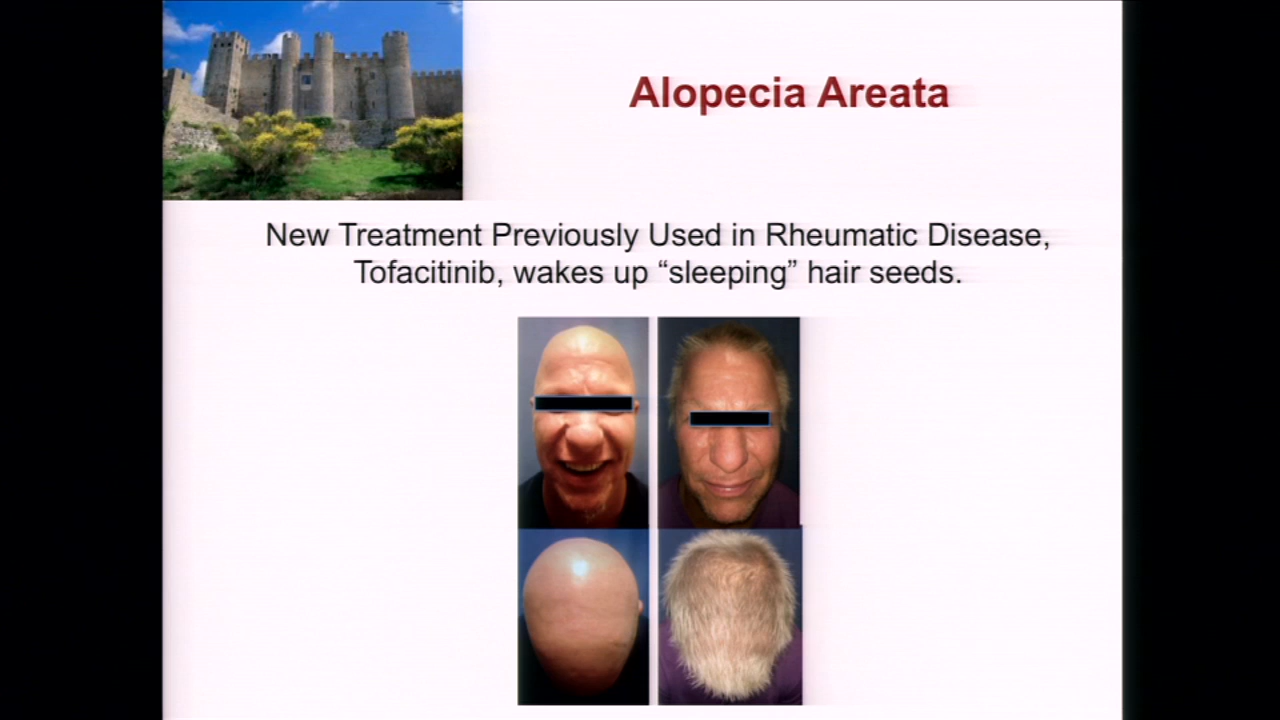 Alopecia Areata
New Treatment Previously Used in Rheumatic Disease,
Tofacitinib, wakes up “sleeping” hair seeds.